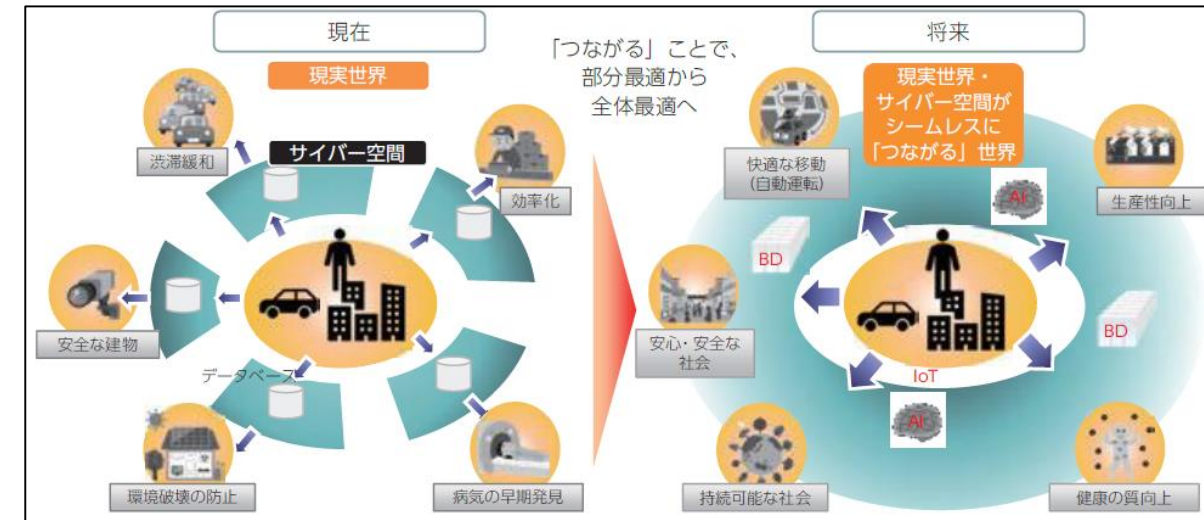 現在
現実世界
サイバー空間
渋滞緩和
効率化
安全な建物
データベース
環境破壊の防止
病気の早期発見
「つながる」ことで、
部分最適から
全体最適へ
将来
現実世界・
サイバー空間が
シームレスに
「つながる」世界
快適な移動
(自動運転)
AI
生産性向上
BD
安心・安全な
社会
BD
IoT
AI
持続可能な社会
健康の質向上